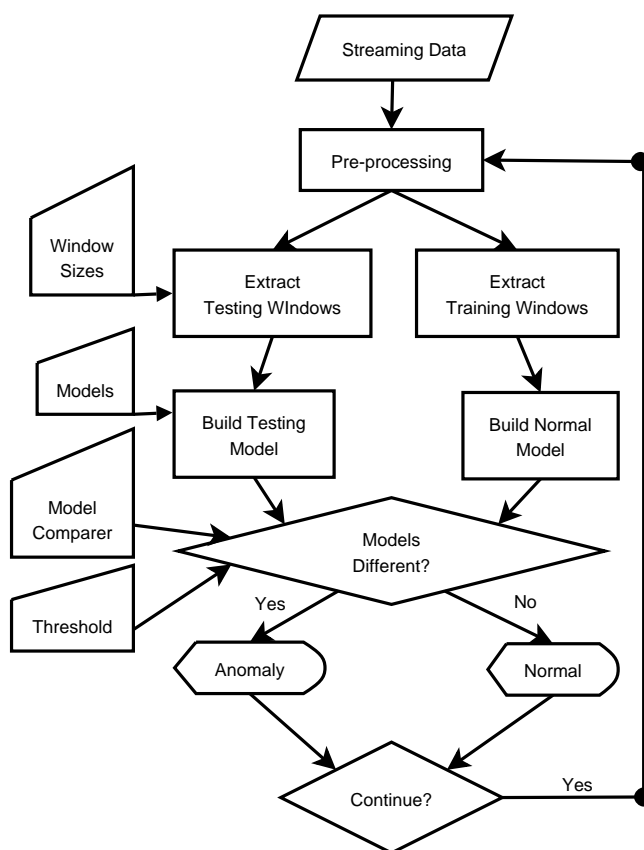 Streaming Data
Pre-processing
Window
Sizes
Extract
Testing WIndows
Extract
Training Windows
Models
Build Testing
Model
Build Normal
Model
Model
Comparer
Models
Different?
Threshold
Yes
No
Anomaly
Normal
Continue?
Yes